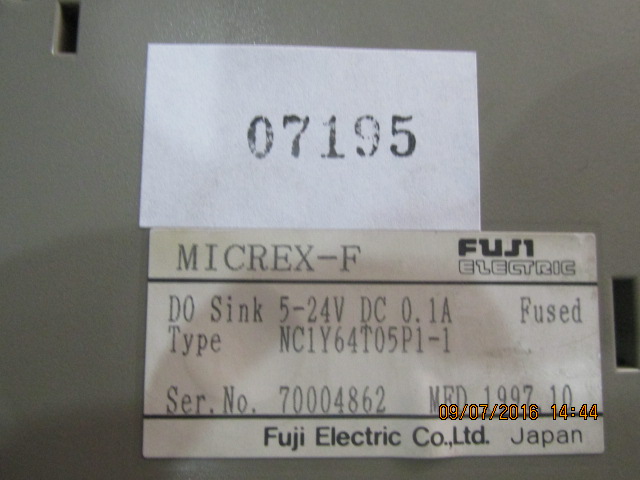 07195
MICREX-F FUJI ELECTRIC
DO Sink 5-24V DC 0.1A Fused
Type NC1Y64T05P1-1
Ser.No. 70004862 MFD 1997.10
09/07/2016 14:44
Fuji Electric Co.,Ltd. Japan